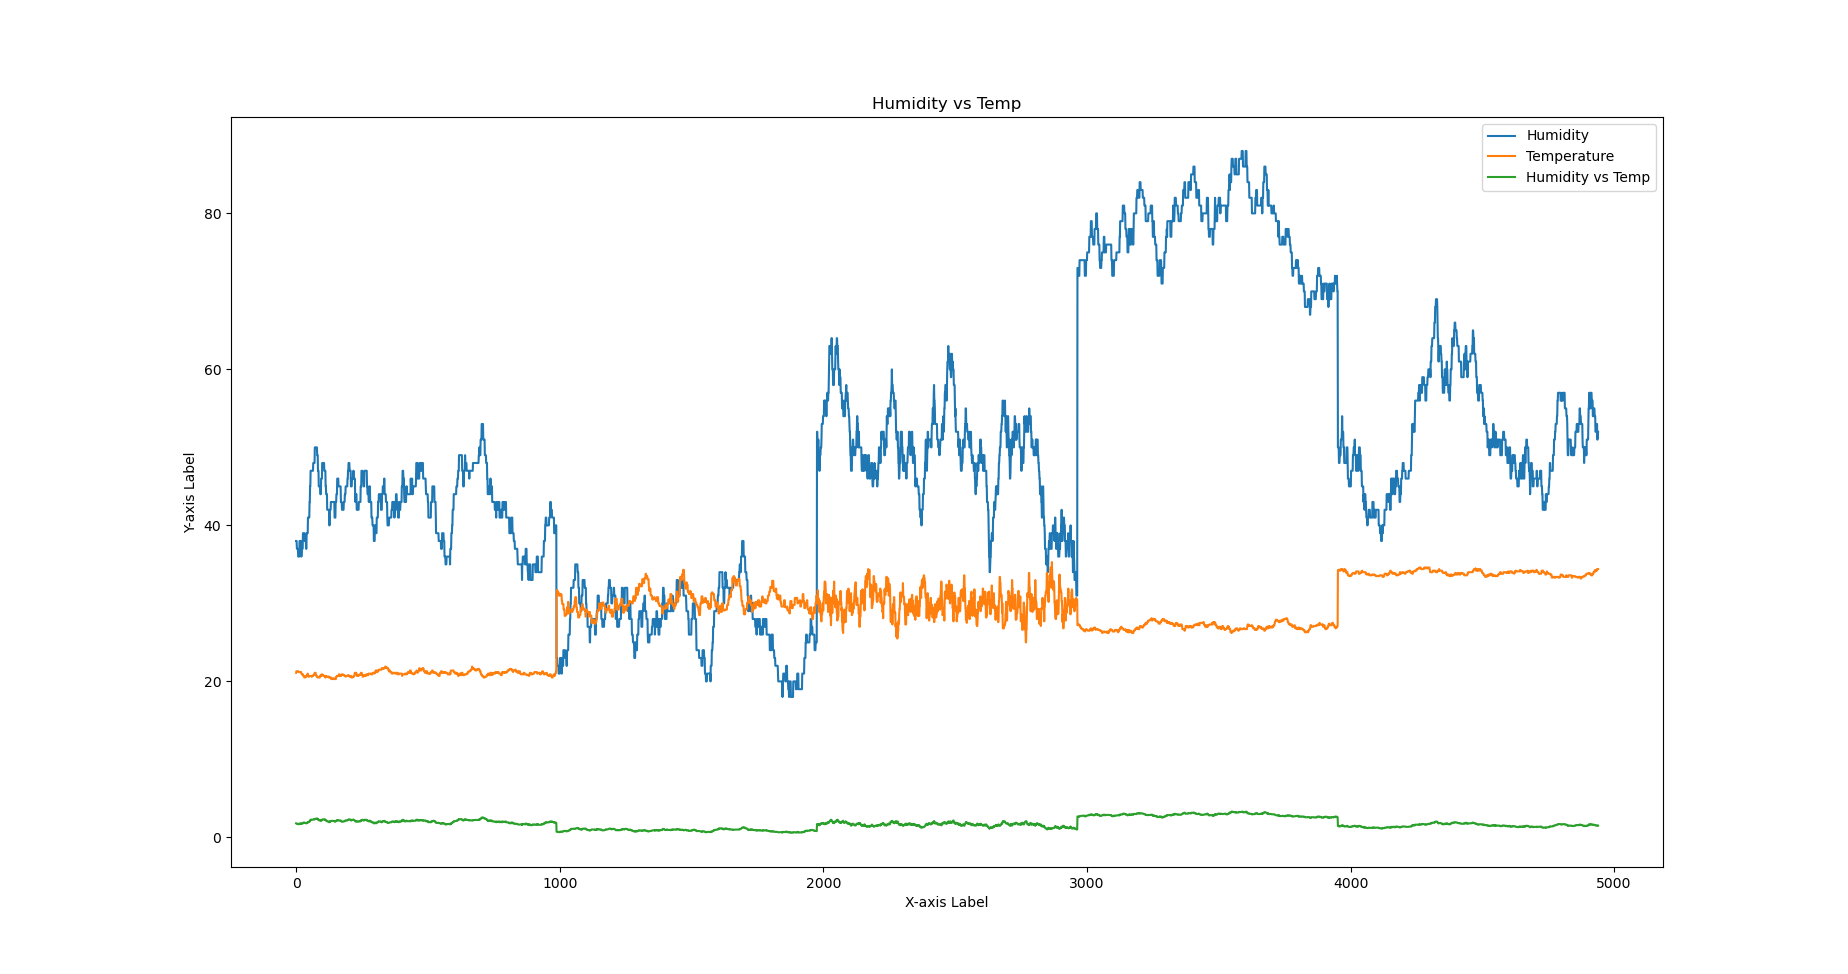 Humidity vs Temp
Humidity
Temperature
Humidity vs Temp
Y-axis Label
80
60
40
20
0
0 1000 2000 3000 4000 5000
X-axis Label